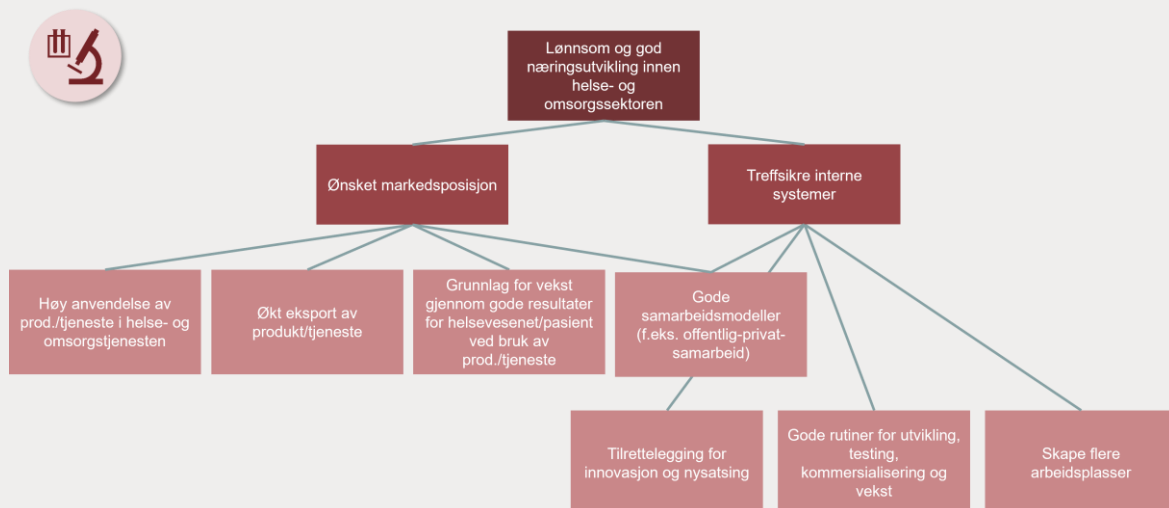 Lønnsom og god
næringsutvikling innen
helse- og
omsorgssektoren
Ønsket markedsposisjon
Treffsikre interne
systemer
Høy anvendelse av
prod./tjeneste i helse- og
omsorgstjenesten
Økt eksport av
produkt/tjeneste
Grunnlag for vekst
gjennom gode resultater
for helsevesenet/pasient
ved bruk av
prod./tjeneste
Gode
samarbeidsmodeller
(f.eks. offentlig-privat-
samarbeid)
Tilrettelegging for
innovasjon og nysatsing
Gode rutiner for utvikling,
testing,
kommersialisering og
vekst
Skape flere
arbeidsplasser